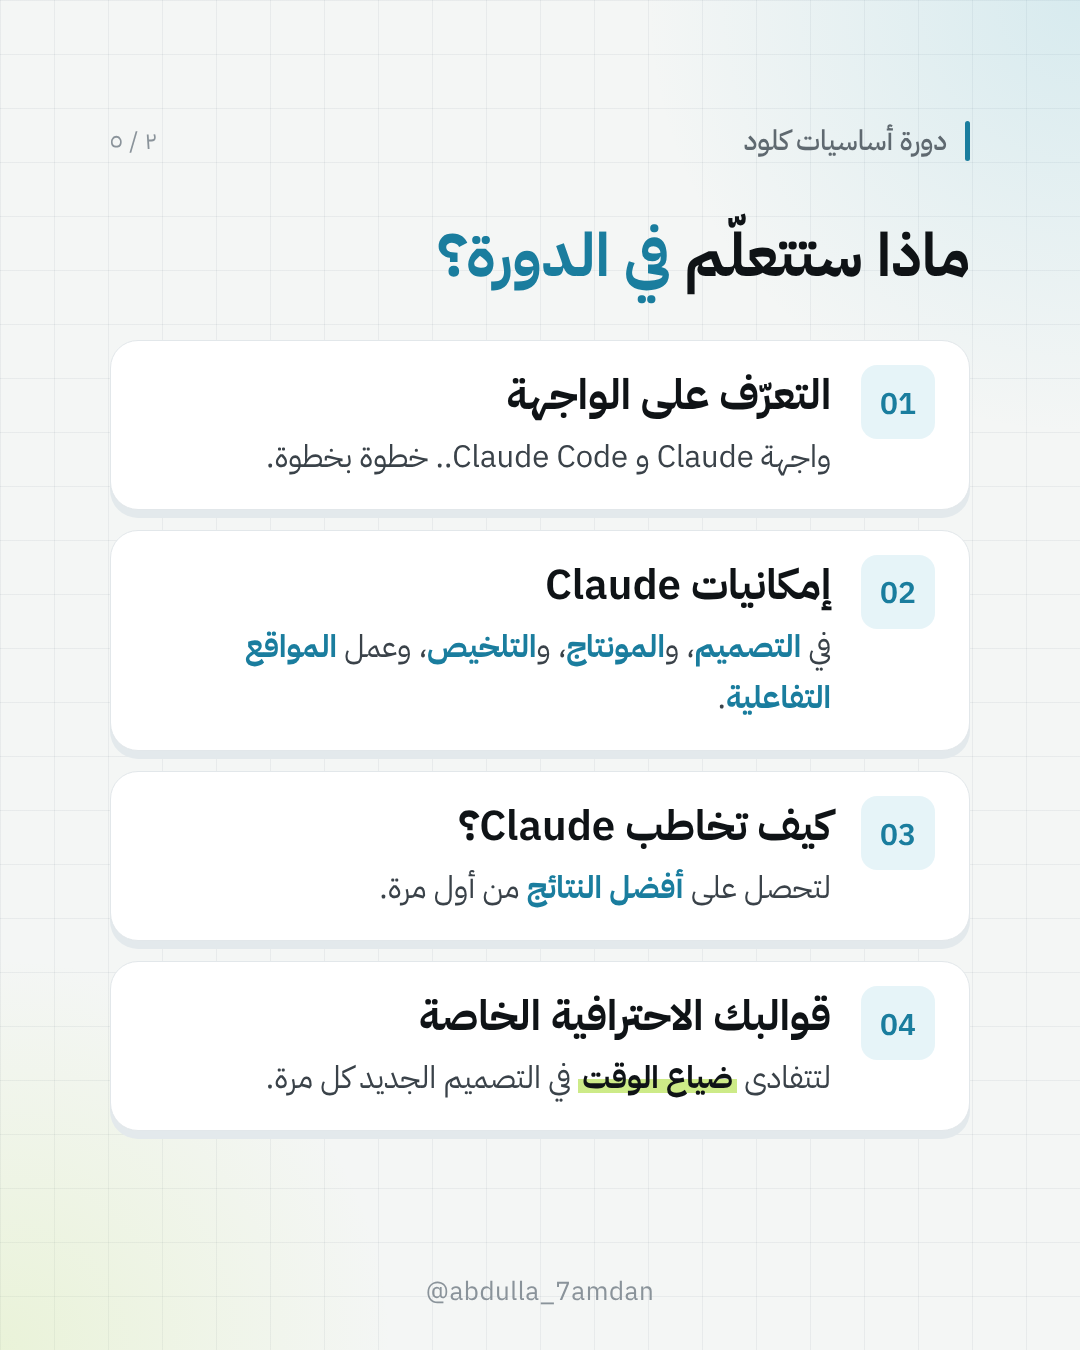 دورة أساسيات كلود
٢ / ٥
ماذا ستتعلّم في الدورة؟
01
التعرّف على الواجهة
واجهة Claude و Claude Code.. خطوة بخطوة.
02
إمكانيات Claude
في التصميم، والمونتاج، والتلخيص، وعمل المواقع
التفاعلية.
03
كيف تخاطب Claude؟
لتحصل على أفضل النتائج من أول مرة.
04
قوالبك الاحترافية الخاصة
لتتفادى ضياع الوقت في التصميم الجديد كل مرة.
@abdulla_7amdan